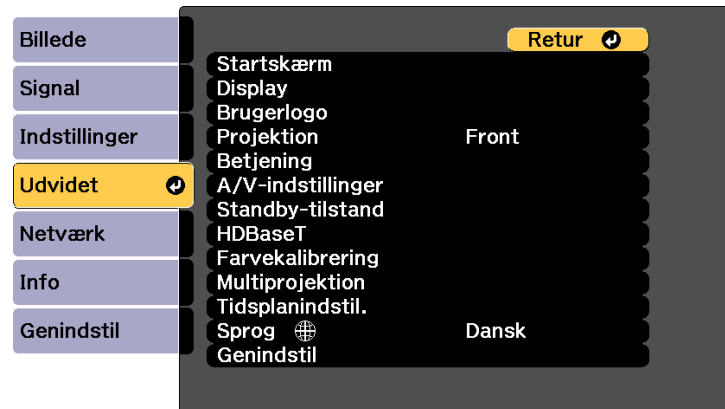 Billede
Signal
Indstillinger
Udvidet
Netværk
Info
Genindstil
Retur
Startskærm
Display
Brugerlogo
Projektion Front
Betjening
A/V-indstillinger
Standby-tilstand
HDBaseT
Farvekalibrering
Multiprojektion
Tidsplanindstil.
Sprog Dansk
Genindstil